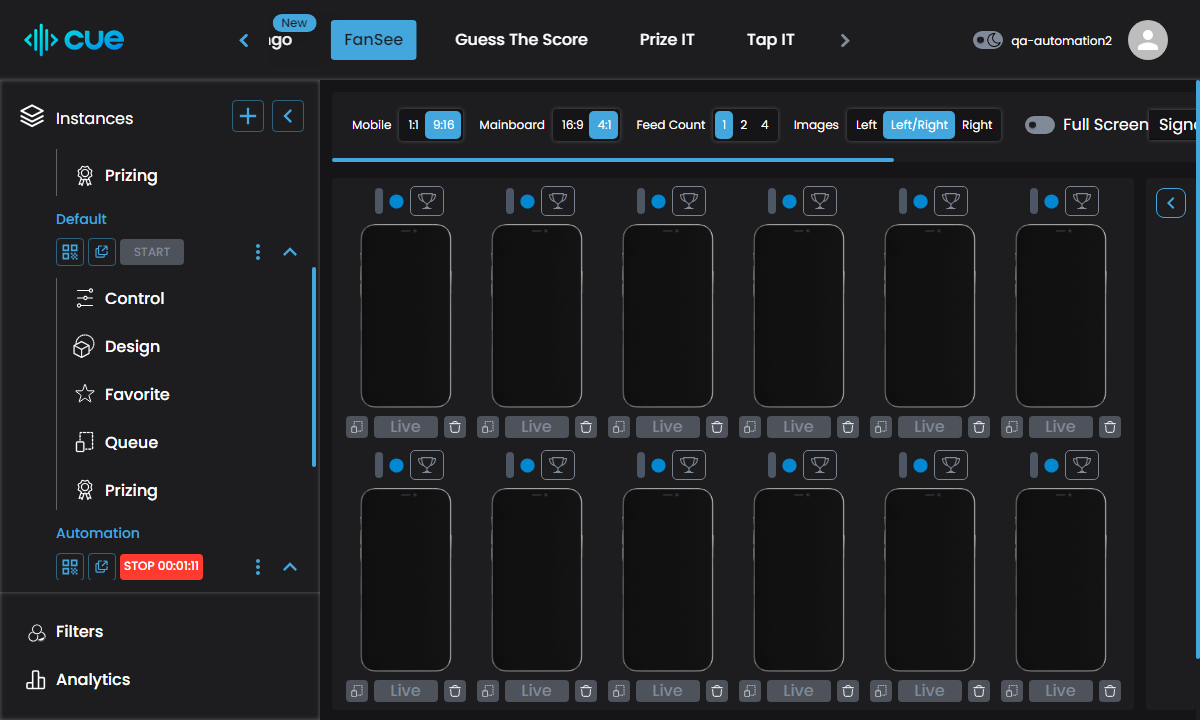 cue
New
FanSee
Guess The Score
Prize IT
Tap IT
qa-automation2
Instances
Prizing
Default
START
Control
Design
Favorite
Queue
Prizing
Automation
STOP 00:01:11
Filters
Analytics
Mobile 1:1 9:16 Mainboard 16:9 4:1 Feed Count 1 2 4 Images Left Left/Right Right Full Screen
Live Live Live Live Live Live
Live Live Live Live Live Live